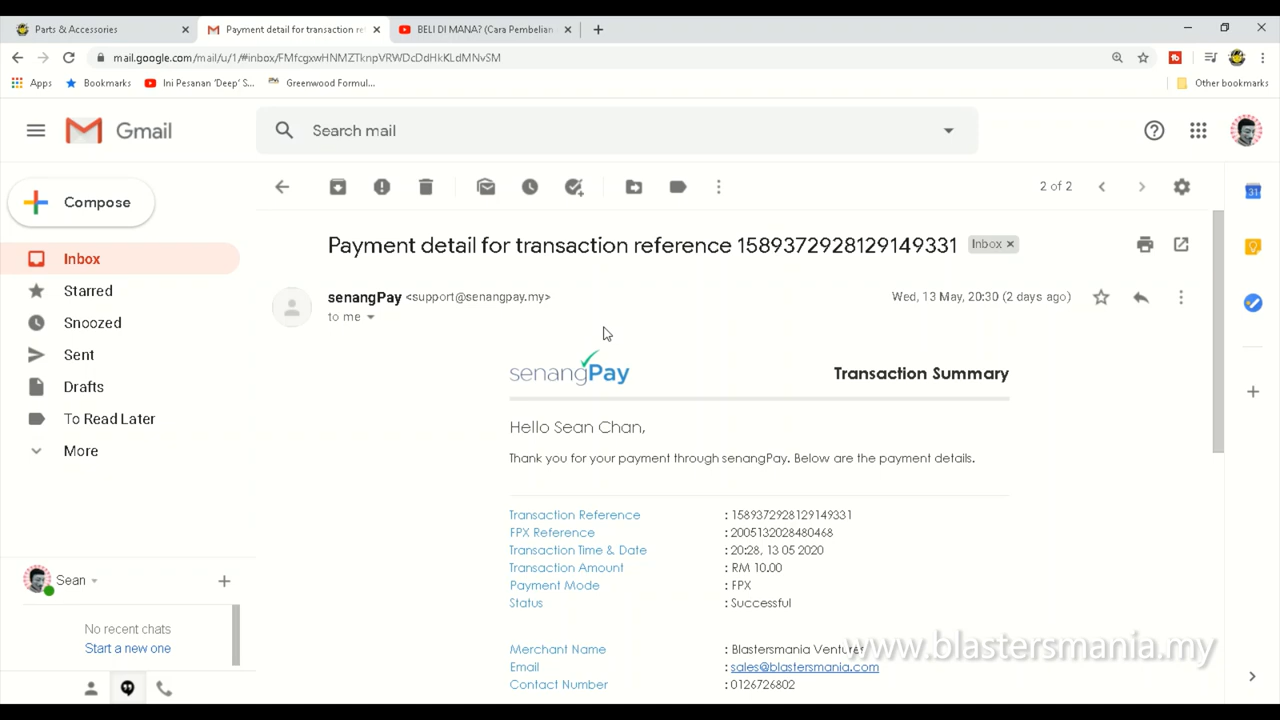 Parts & Accessories
Payment detail for transaction re
BELI DI MANA? (Cara Pembelian
mail.google.com/mail/u/1/#inbox/FMfcgxwHNMZTknpVRWDcDdHkKLdMNvSM
Apps
Bookmarks
Ini Pesanan 'Deep' S...
Greenwood Formul...
Other bookmarks
Gmail
Search mail
2 of 2
31
Compose
Payment detail for transaction reference 1589372928129149331
Inbox
Inbox
senangPay <support@senangpay.my>
Wed, 13 May, 20:30 (2 days ago)
to me
Starred
Snoozed
Sent
Drafts
To Read Later
More
senangPay
Transaction Summary
Hello Sean Chan,
Thank you for your payment through senangPay. Below are the payment details.
Transaction Reference : 1589372928129149331
FPX Reference : 2005132028480468
Transaction Time & Date : 20:28, 13 05 2020
Transaction Amount : RM 10.00
Payment Mode : FPX
Status : Successful
Merchant Name : Blastersmania Ventures
Email : sales@blastersmania.com
Contact Number : 0126726802
Sean
No recent chats
Start a new one
www.blastersmania.my